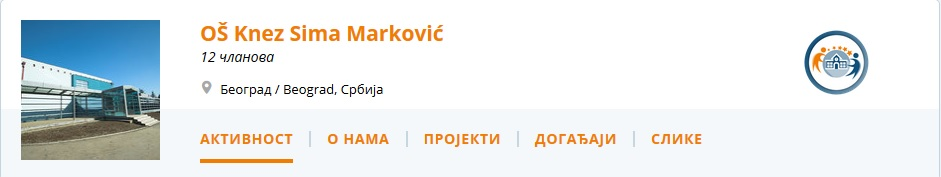 OŠ Knez Sima Marković
12 чланова
Београд / Beograd, Србија
АКТИВНОСТ | О НАМА | ПРОЈЕКТИ | ДОГАЂАЈИ | СЛИКЕ